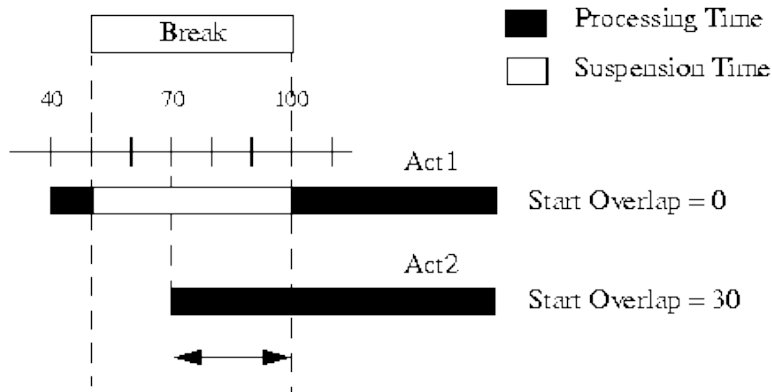 Break
Processing Time
Suspension Time
40
70
100
Act1
Start Overlap = 0
Act2
Start Overlap = 30